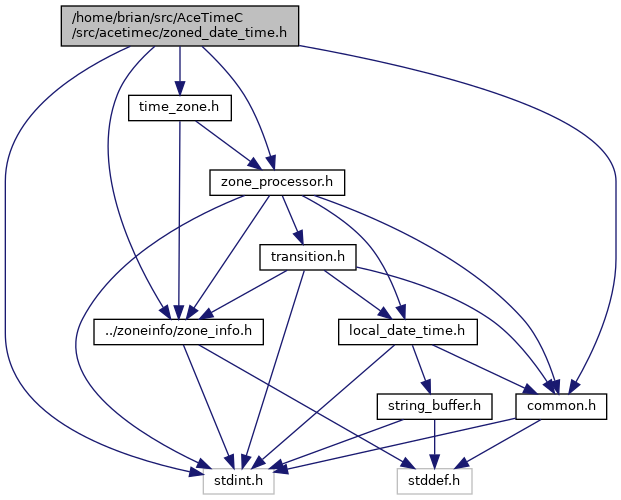 /home/brian/src/AceTimeC
/src/acetimec/zoned_date_time.h
time_zone.h
zone_processor.h
transition.h
../zoneinfo/zone_info.h
local_date_time.h
string_buffer.h
common.h
stdint.h
stddef.h